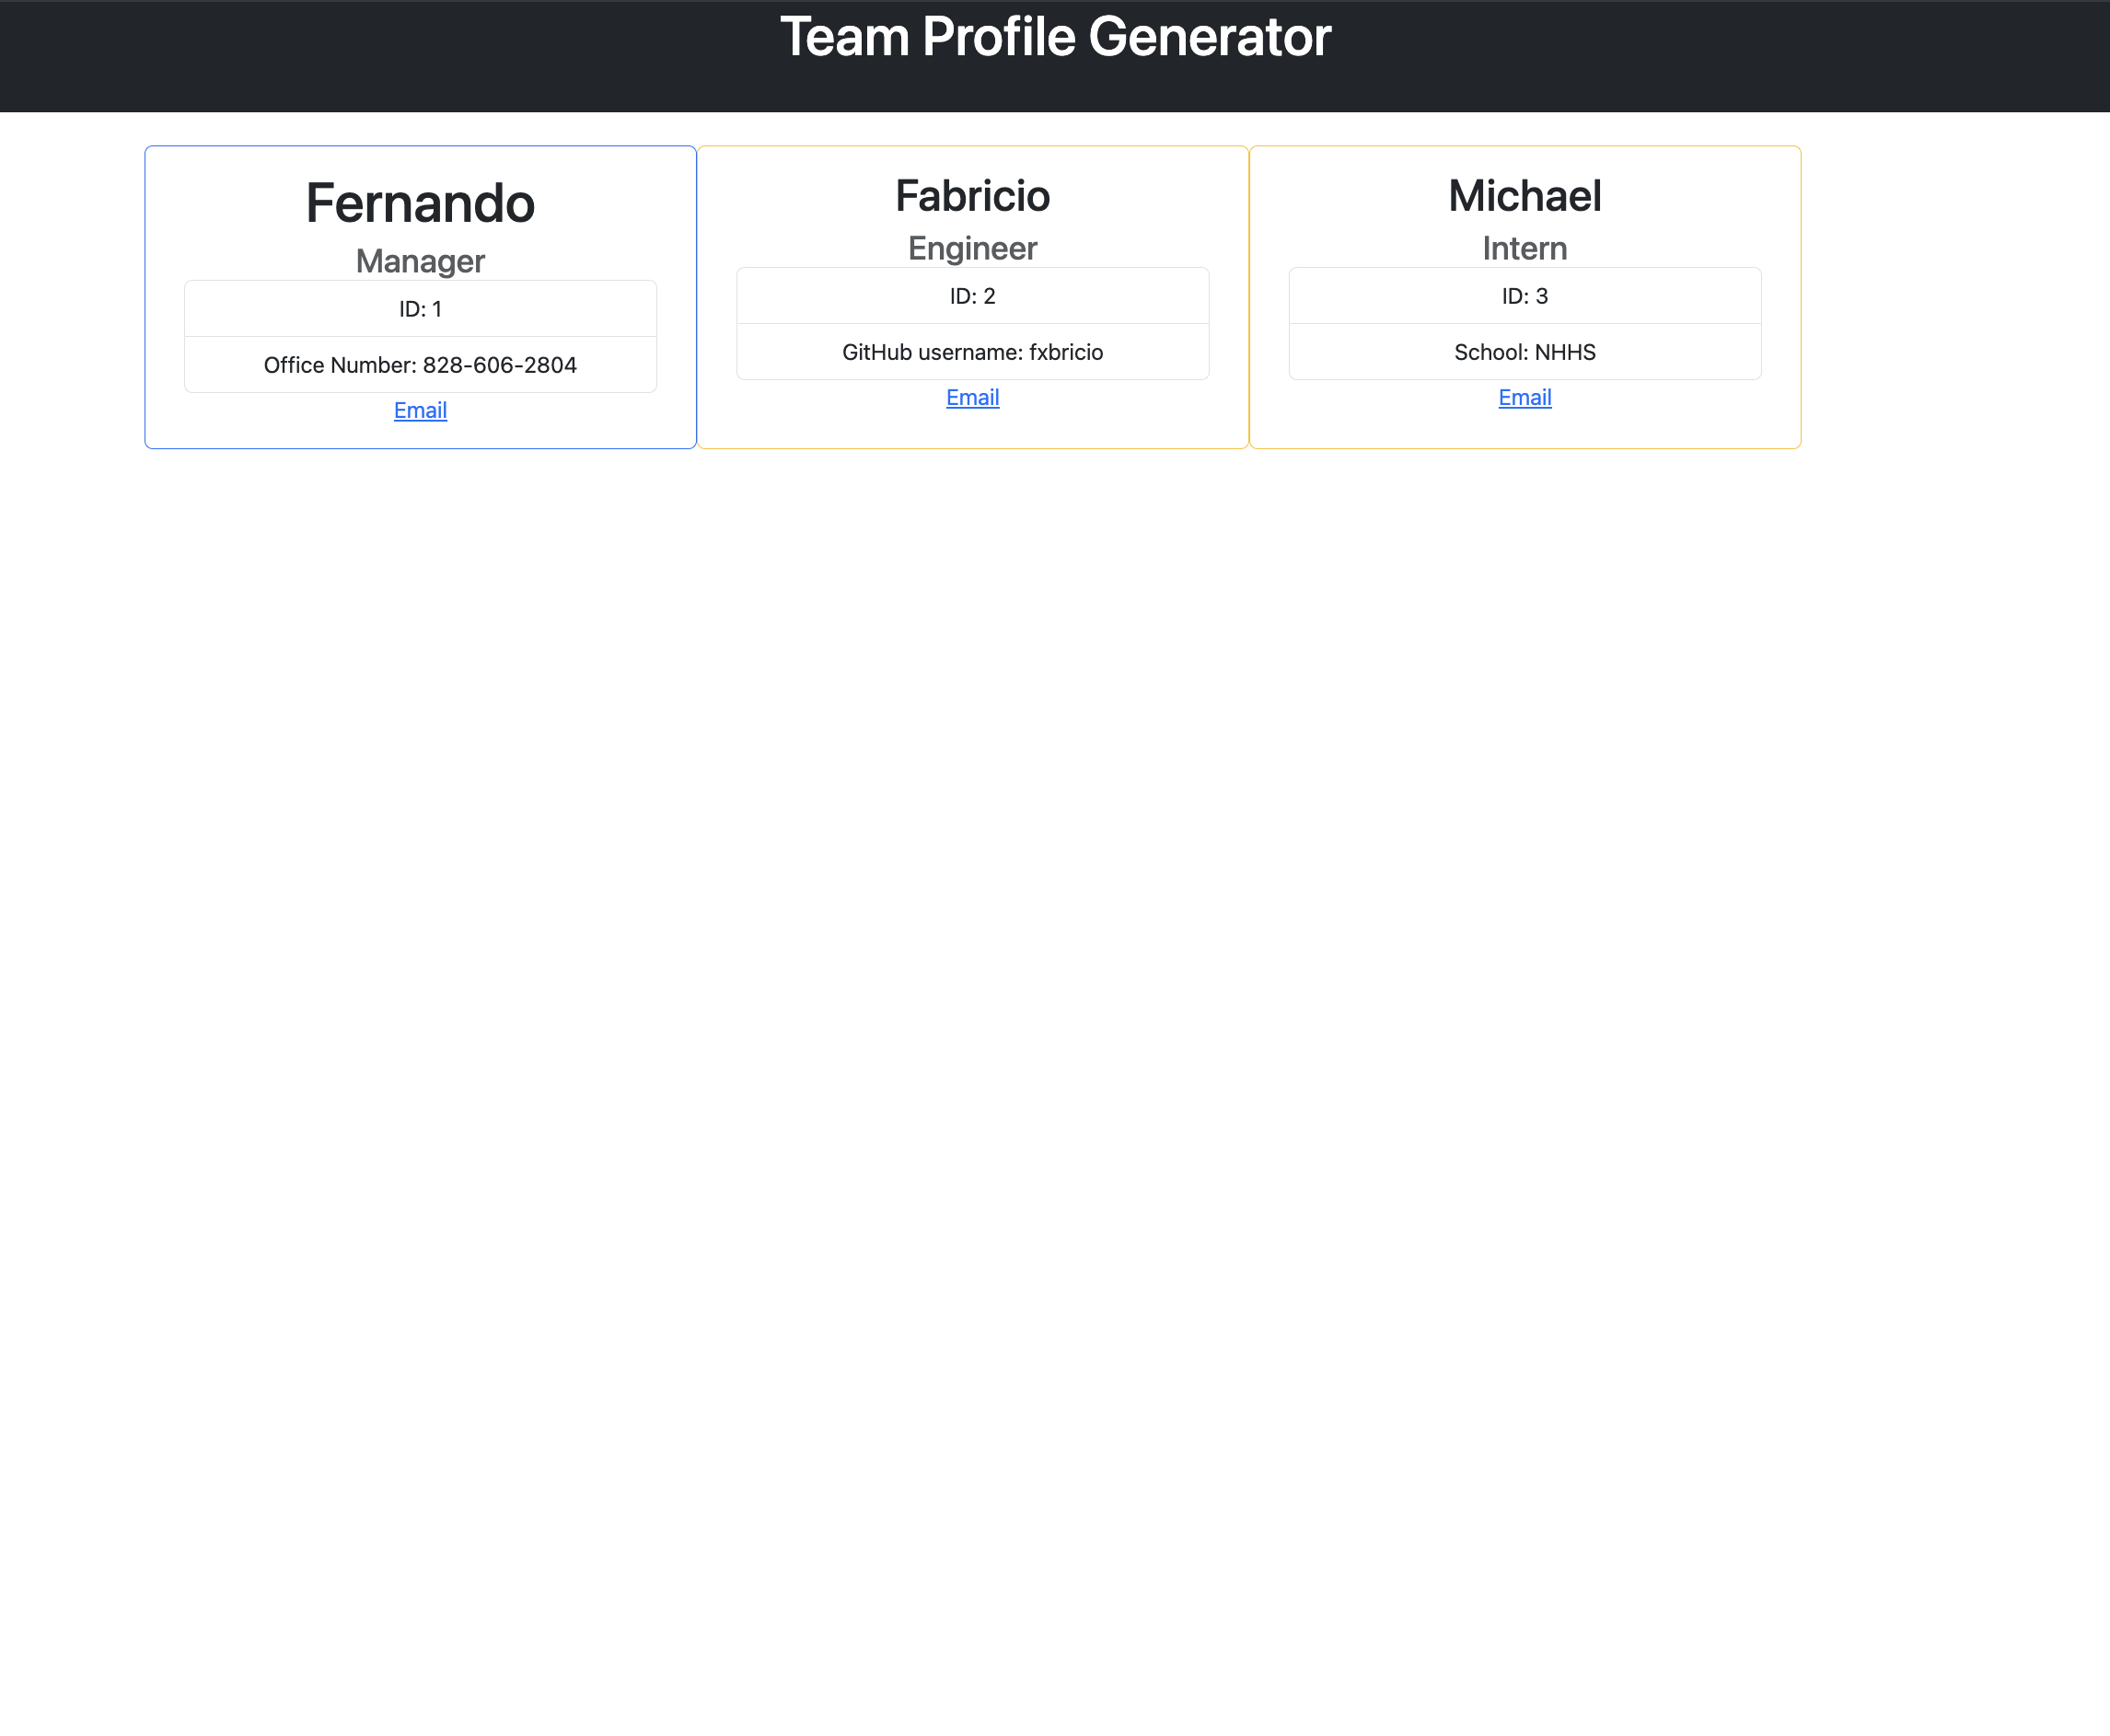 Team Profile Generator
Fernando
Manager
ID: 1
Office Number: 828-606-2804
Email
Fabricio
Engineer
ID: 2
GitHub username: fxbricio
Email
Michael
Intern
ID: 3
School: NHHS
Email